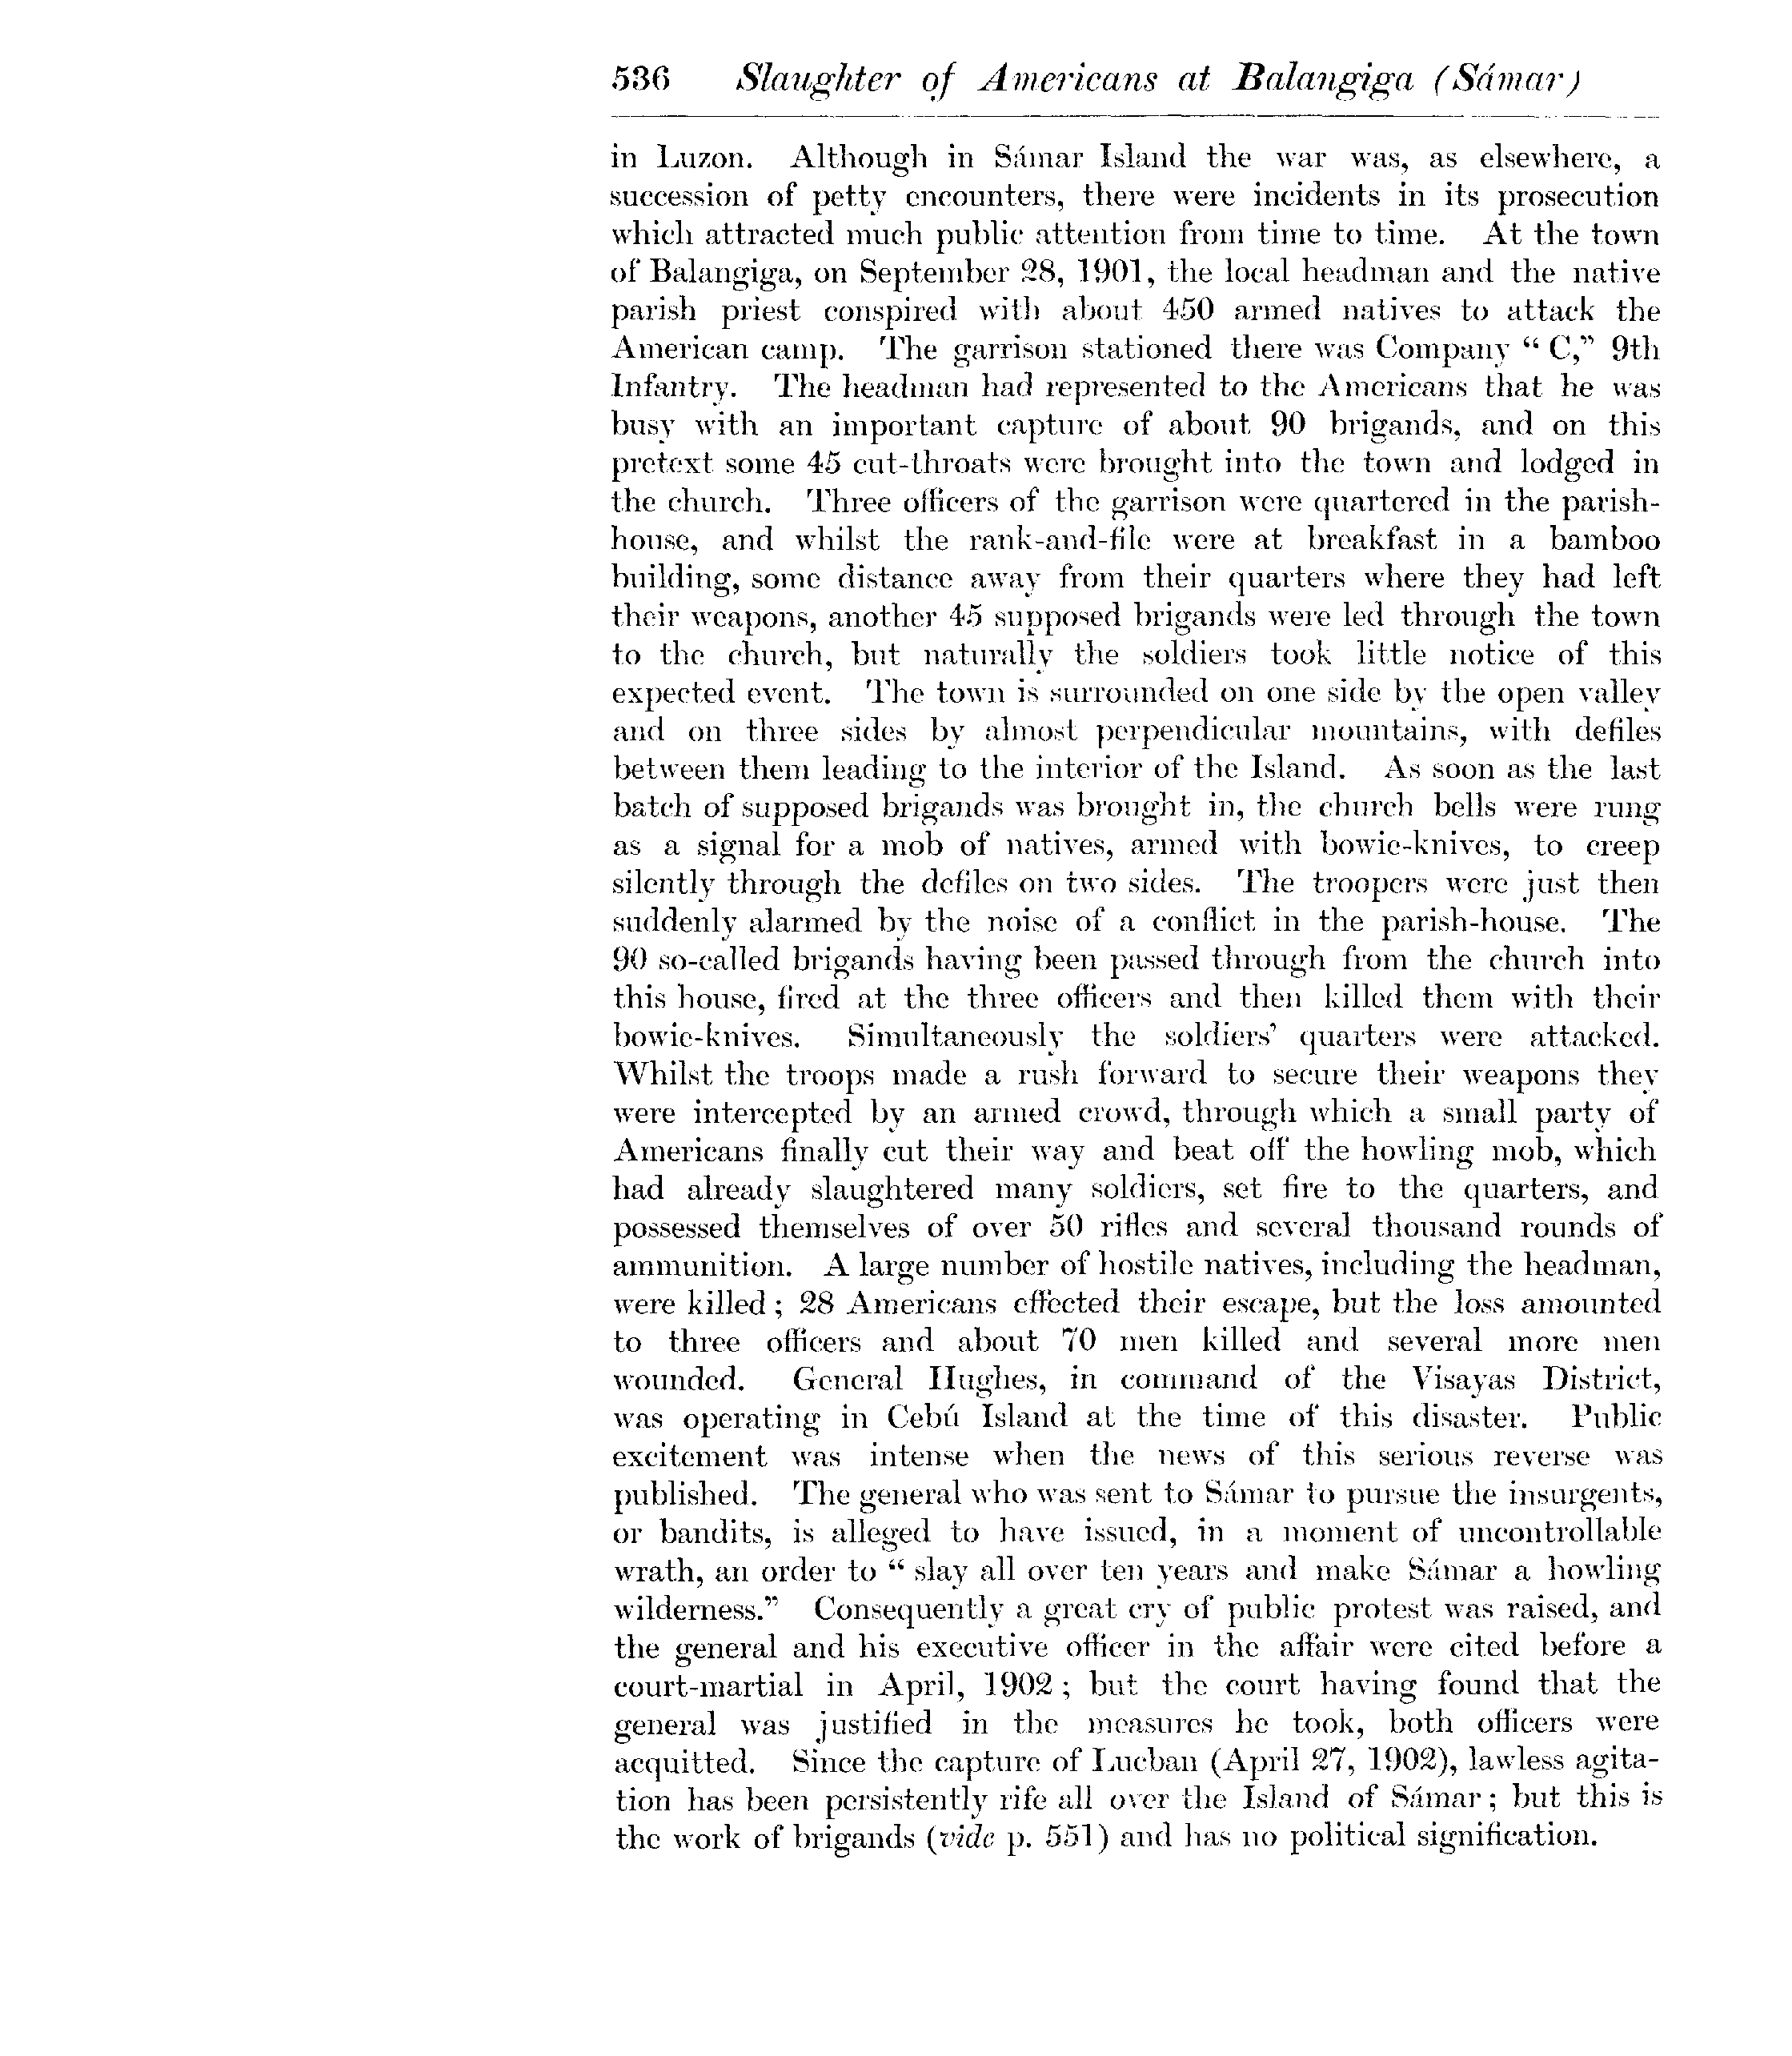 536 Slaughter of Americans at Balangiga (Sámar)
in Luzon. Although in Sámar Island the war was, as elsewhere, a
succession of petty encounters, there were incidents in its prosecution
which attracted much public attention from time to time. At the town
of Balangiga, on September 28, 1901, the local headman and the native
parish priest conspired with about 450 armed natives to attack the
American camp. The garrison stationed there was Company “ C,” 9th
Infantry. The headman had represented to the Americans that he was
busy with an important capture of about 90 brigands, and on this
pretext some 45 cut-throats were brought into the town and lodged in
the church. Three officers of the garrison were quartered in the parish-
house, and whilst the rank-and-file were at breakfast in a bamboo
building, some distance away from their quarters where they had left
their weapons, another 45 supposed brigands were led through the town
to the church, but naturally the soldiers took little notice of this
expected event. The town is surrounded on one side by the open valley
and on three sides by almost perpendicular mountains, with defiles
between them leading to the interior of the Island. As soon as the last
batch of supposed brigands was brought in, the church bells were rung
as a signal for a mob of natives, armed with bowie-knives, to creep
silently through the defiles on two sides. The troopers were just then
suddenly alarmed by the noise of a conflict in the parish-house. The
90 so-called brigands having been passed through from the church into
this house, fired at the three officers and then killed them with their
bowie-knives. Simultaneously the soldiers’ quarters were attacked.
Whilst the troops made a rush forward to secure their weapons they
were intercepted by an armed crowd, through which a small party of
Americans finally cut their way and beat off the howling mob, which
had already slaughtered many soldiers, set fire to the quarters, and
possessed themselves of over 50 rifles and several thousand rounds of
ammunition. A large number of hostile natives, including the headman,
were killed ; 28 Americans effected their escape, but the loss amounted
to three officers and about 70 men killed and several more men
wounded. General Hughes, in command of the Visayas District,
was operating in Cebú Island at the time of this disaster. Public
excitement was intense when the news of this serious reverse was
published. The general who was sent to Sámar to pursue the insurgents,
or bandits, is alleged to have issued, in a moment of uncontrollable
wrath, an order to “ slay all over ten years and make Sámar a howling
wilderness.” Consequently a great cry of public protest was raised, and
the general and his executive officer in the affair were cited before a
court-martial in April, 1902 ; but the court having found that the
general was justified in the measures he took, both officers were
acquitted. Since the capture of Lucban (April 27, 1902), lawless agita-
tion has been persistently rife all over the Island of Sámar ; but this is
the work of brigands (vide p. 551) and has no political signification.